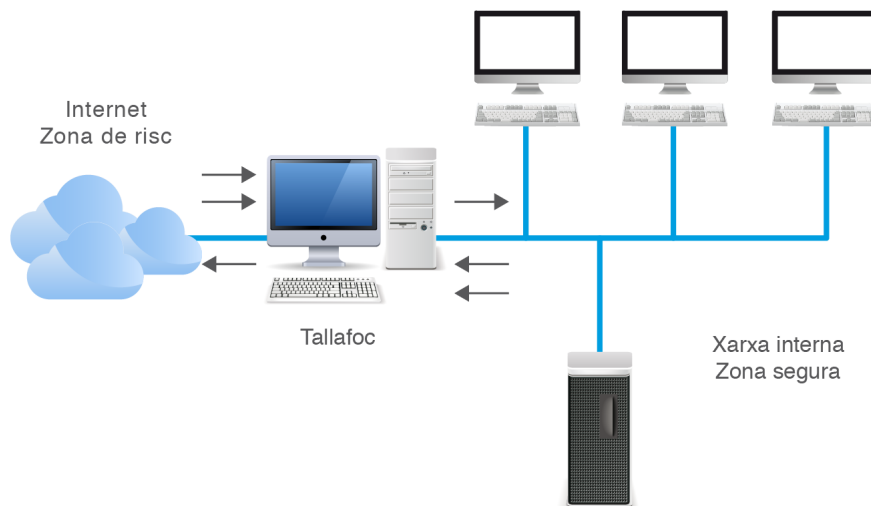 Internet
Zona de risc
Tallafoc
Xarxa interna
Zona segura